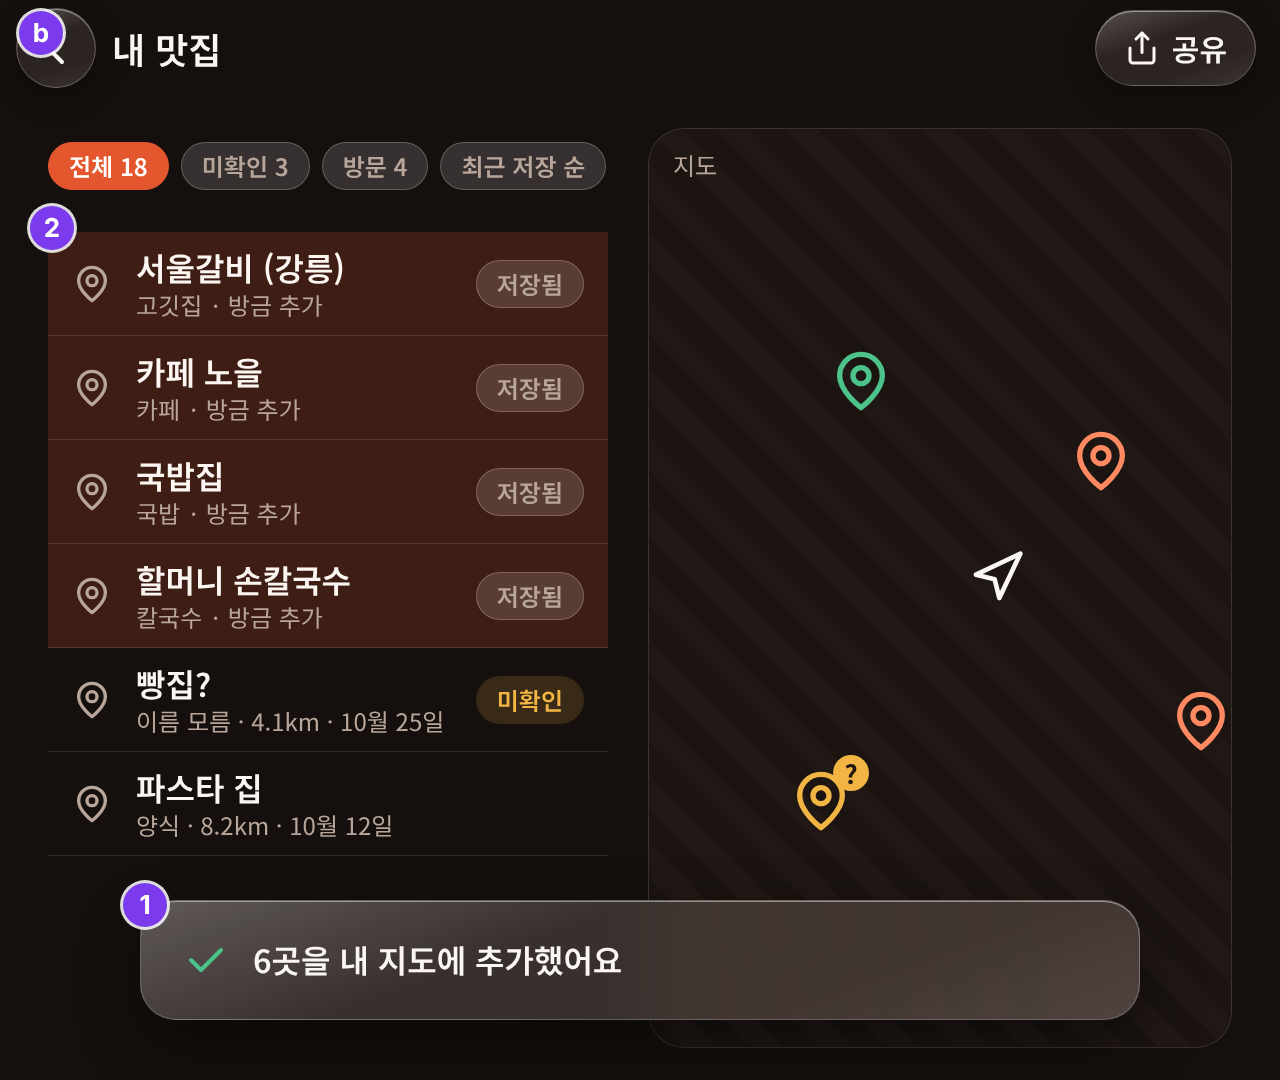 b
내 맛집
공유
전체 18
미확인 3
방문 4
최근 저장 순
2
서울갈비 (강릉)
고깃집 · 방금 추가
저장됨
카페 노을
카페 · 방금 추가
저장됨
국밥집
국밥 · 방금 추가
저장됨
할머니 손칼국수
칼국수 · 방금 추가
저장됨
빵집?
이름 모름 · 4.1km · 10월 25일
미확인
파스타 집
양식 · 8.2km · 10월 12일
지도
?
1
6곳을 내 지도에 추가했어요